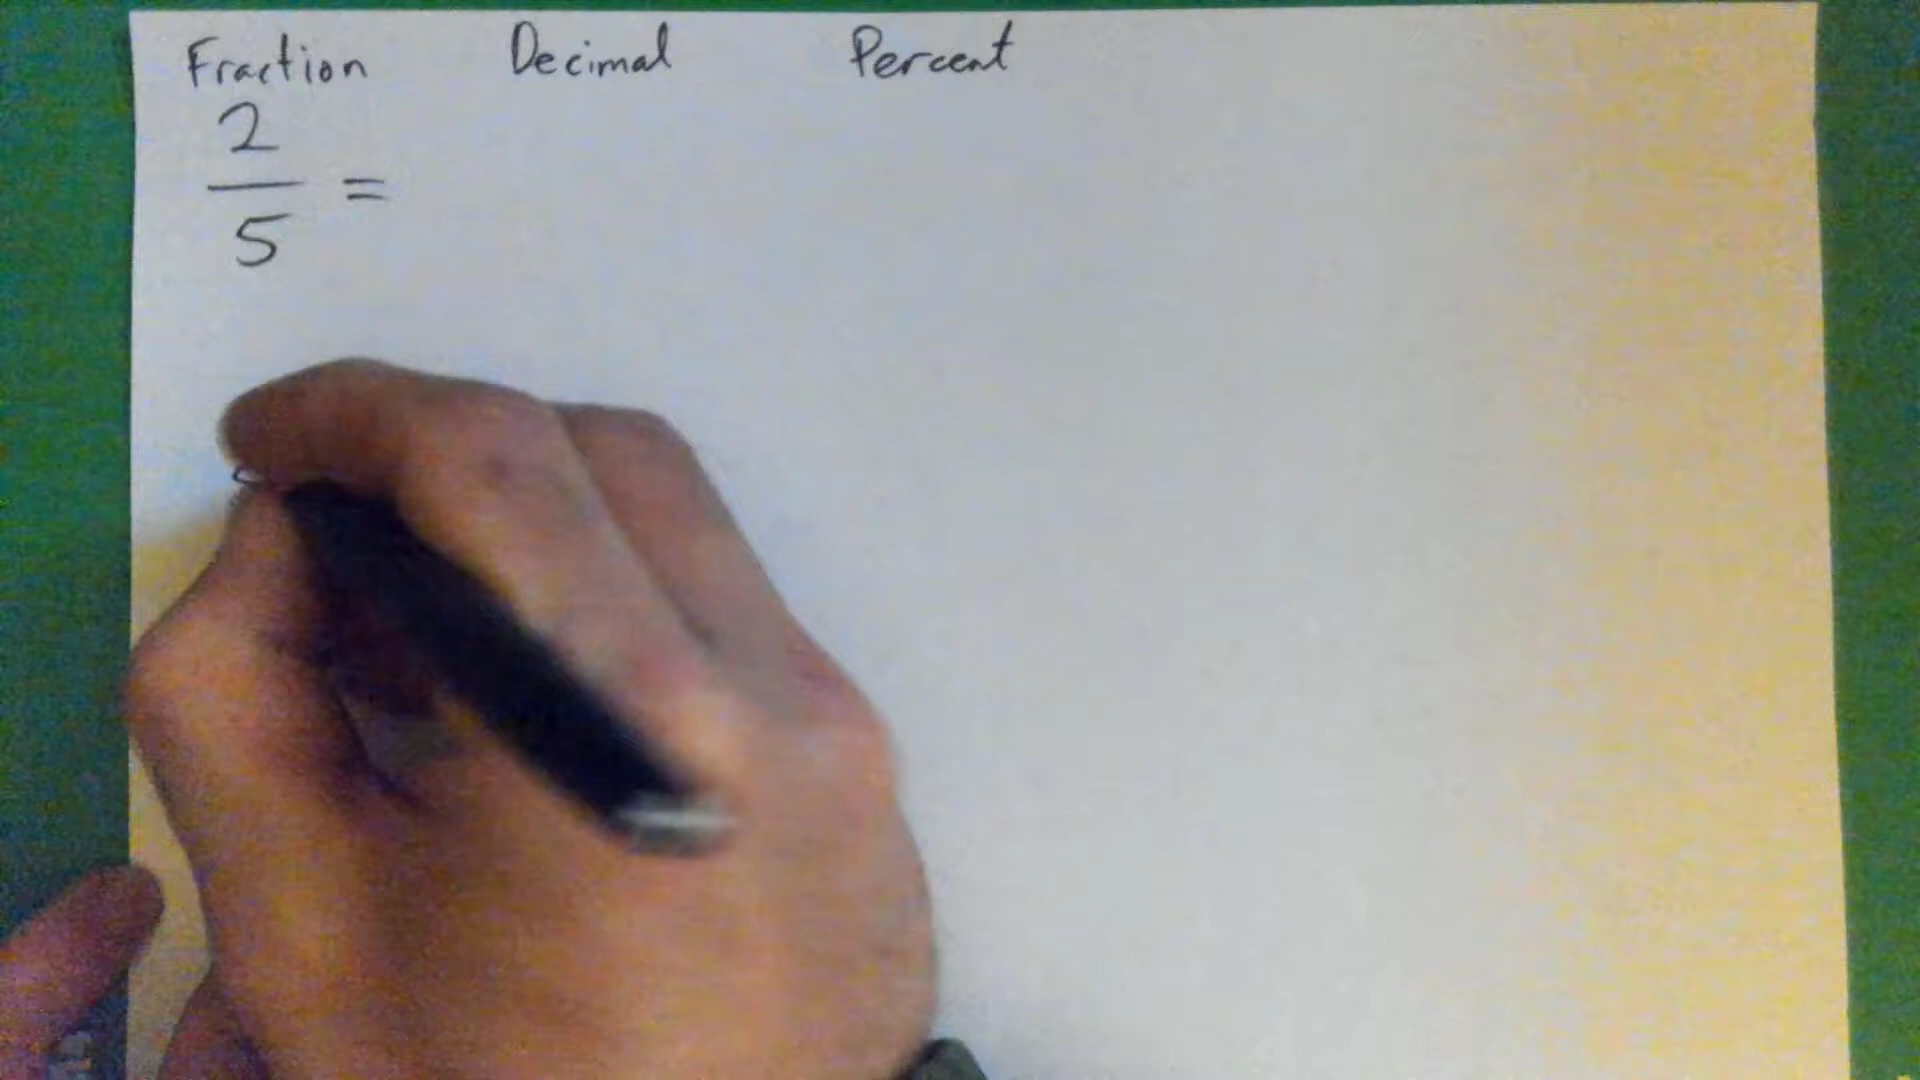 Fraction Decimal Percent
2
5 =